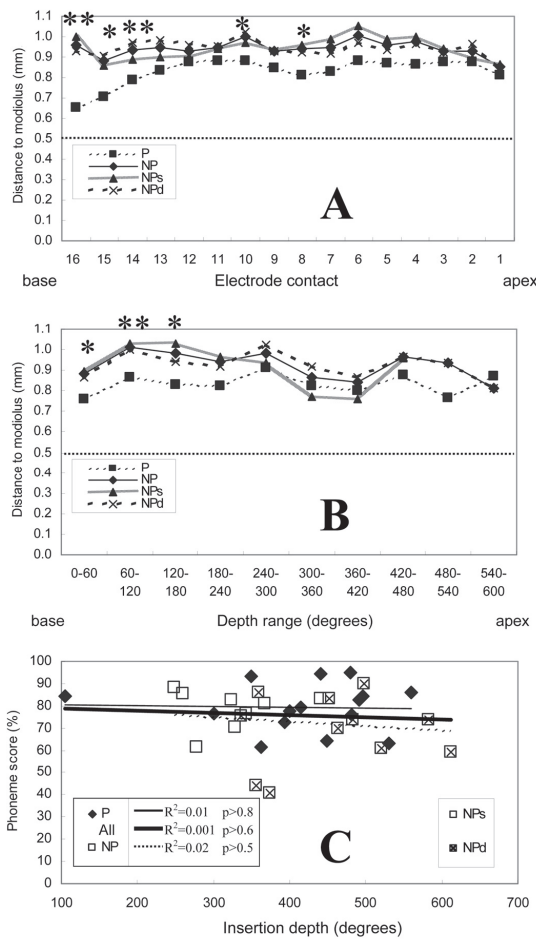 ** * ** * *
1.1
1.0
0.9
0.8
0.7
0.6
0.5
0.4
0.3
0.2
0.1
0.0
Distance to modiolus (mm)
P
NP
NPs
NPd
A
16 15 14 13 12 11 10 9 8 7 6 5 4 3 2 1
base Electrode contact apex
* ** *
1.1
1.0
0.9
0.8
0.7
0.6
0.5
0.4
0.3
0.2
0.1
0.0
Distance to modiolus (mm)
P
NP
NPs
NPd
B
0-60 60- 120- 180- 240- 300- 360- 420- 480- 540-
120 180 240 300 360 420 480 540 600
base Depth range (degrees) apex
100
90
80
70
60
50
40
30
20
10
0
Phoneme score (%)
P R²=0.01 p>0.8
All R²=0.001 p>0.6
NP R²=0.02 p>0.5
C
NPs
NPd
100 200 300 400 500 600 700
Insertion depth (degrees)